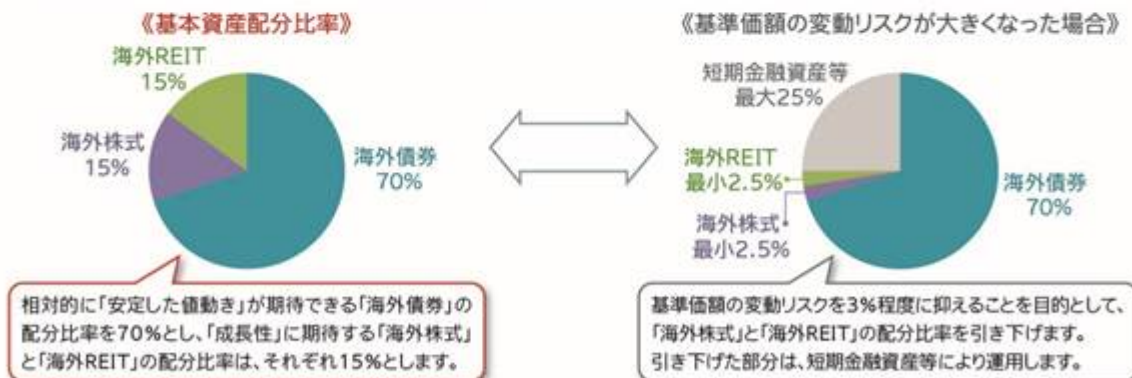 《基本資産配分比率》
海外REIT
15%
海外株式
15%
海外債券
70%
相対的に「安定した値動き」が期待できる「海外債券」の
配分比率を70%とし、「成長性」に期待する「海外株式」
と「海外REIT」の配分比率は、それぞれ15%とします。
《基準価額の変動リスクが大きくなった場合》
短期金融資産等
最大25%
海外REIT
最小2.5%
海外株式
最小2.5%
海外債券
70%
基準価額の変動リスクを3%程度に抑えることを目的として、
「海外株式」と「海外REIT」の配分比率を引き下げます。
引き下げた部分は、短期金融資産等により運用します。